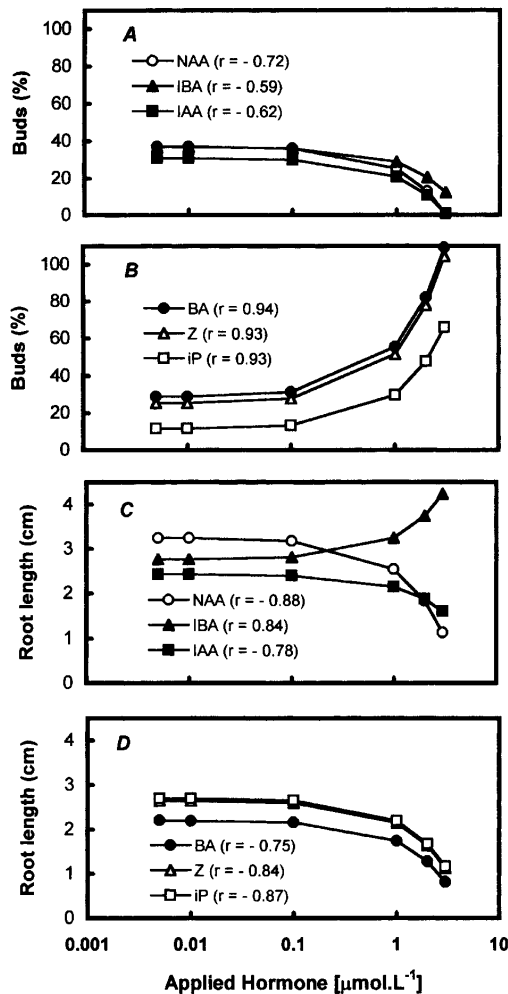 100
80
60
40
20
0
Buds (%)
A
NAA (r = - 0.72)
IBA (r = - 0.59)
IAA (r = - 0.62)
100
80
60
40
20
0
Buds (%)
B
BA (r = 0.94)
Z (r = 0.93)
iP (r = 0.93)
4
3
2
1
0
Root length (cm)
C
NAA (r = - 0.88)
IBA (r = 0.84)
IAA (r = - 0.78)
4
3
2
1
0
Root length (cm)
D
BA (r = - 0.75)
Z (r = - 0.84)
iP (r = - 0.87)
0.001 0.01 0.1 1 10
Applied Hormone [μmol.L⁻¹]